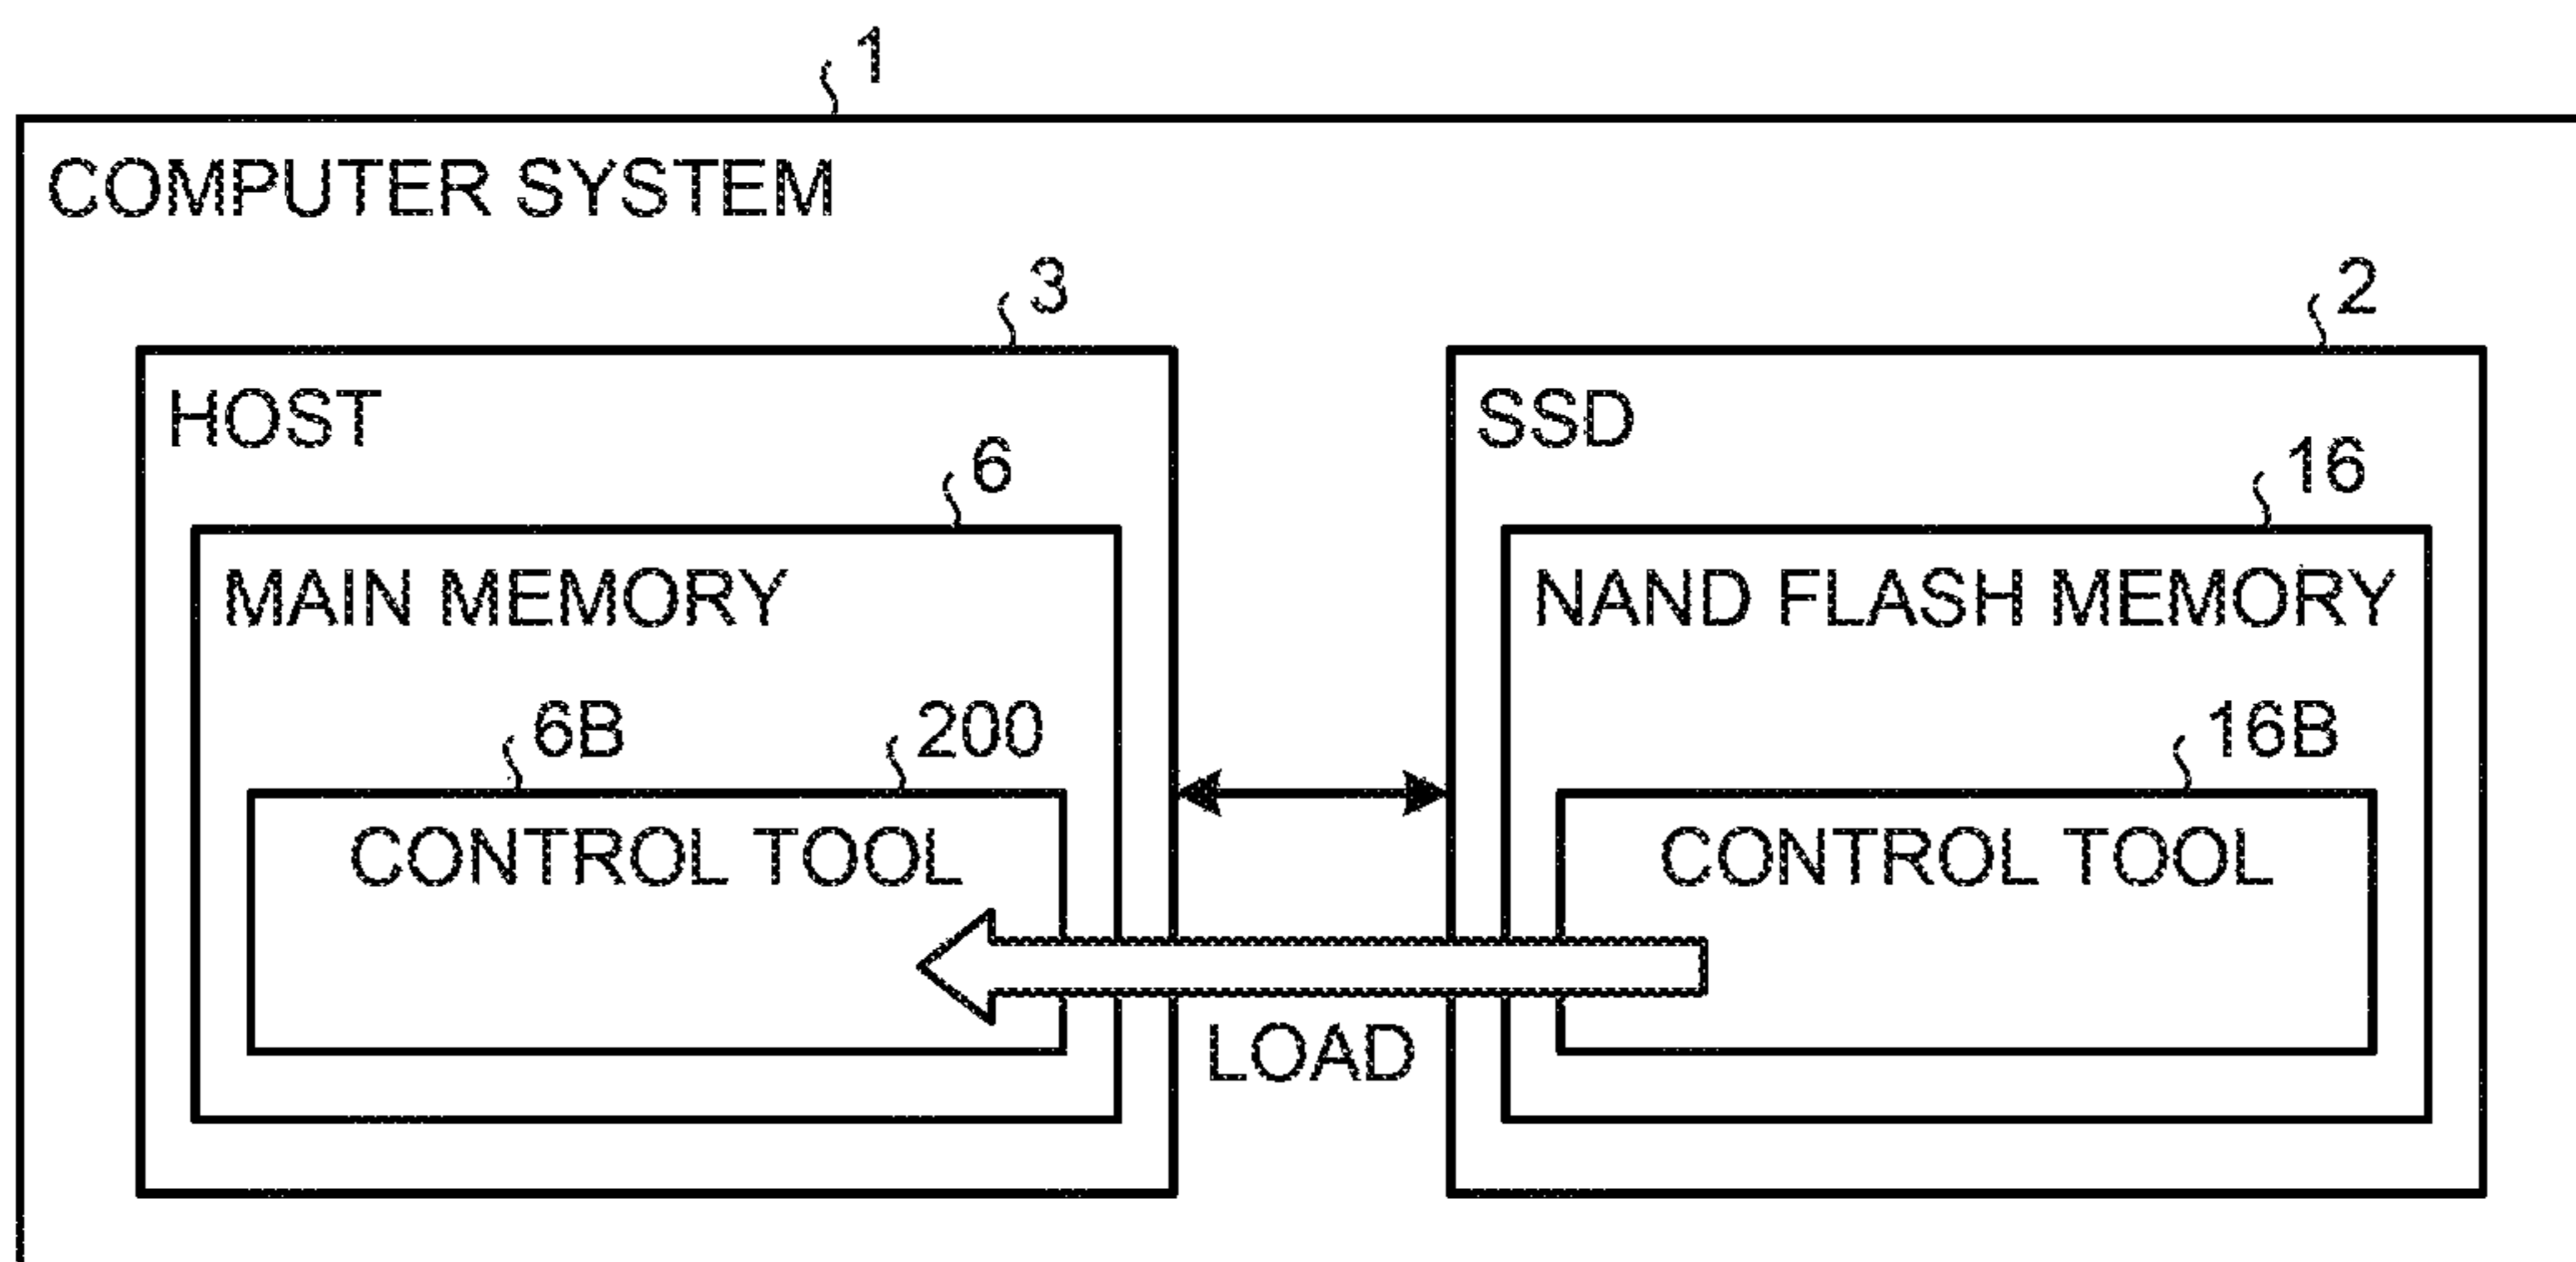 1
COMPUTER SYSTEM
3
2
HOST
SSD
6
16
MAIN MEMORY
NAND FLASH MEMORY
6B
200
16B
CONTROL TOOL
CONTROL TOOL
LOAD